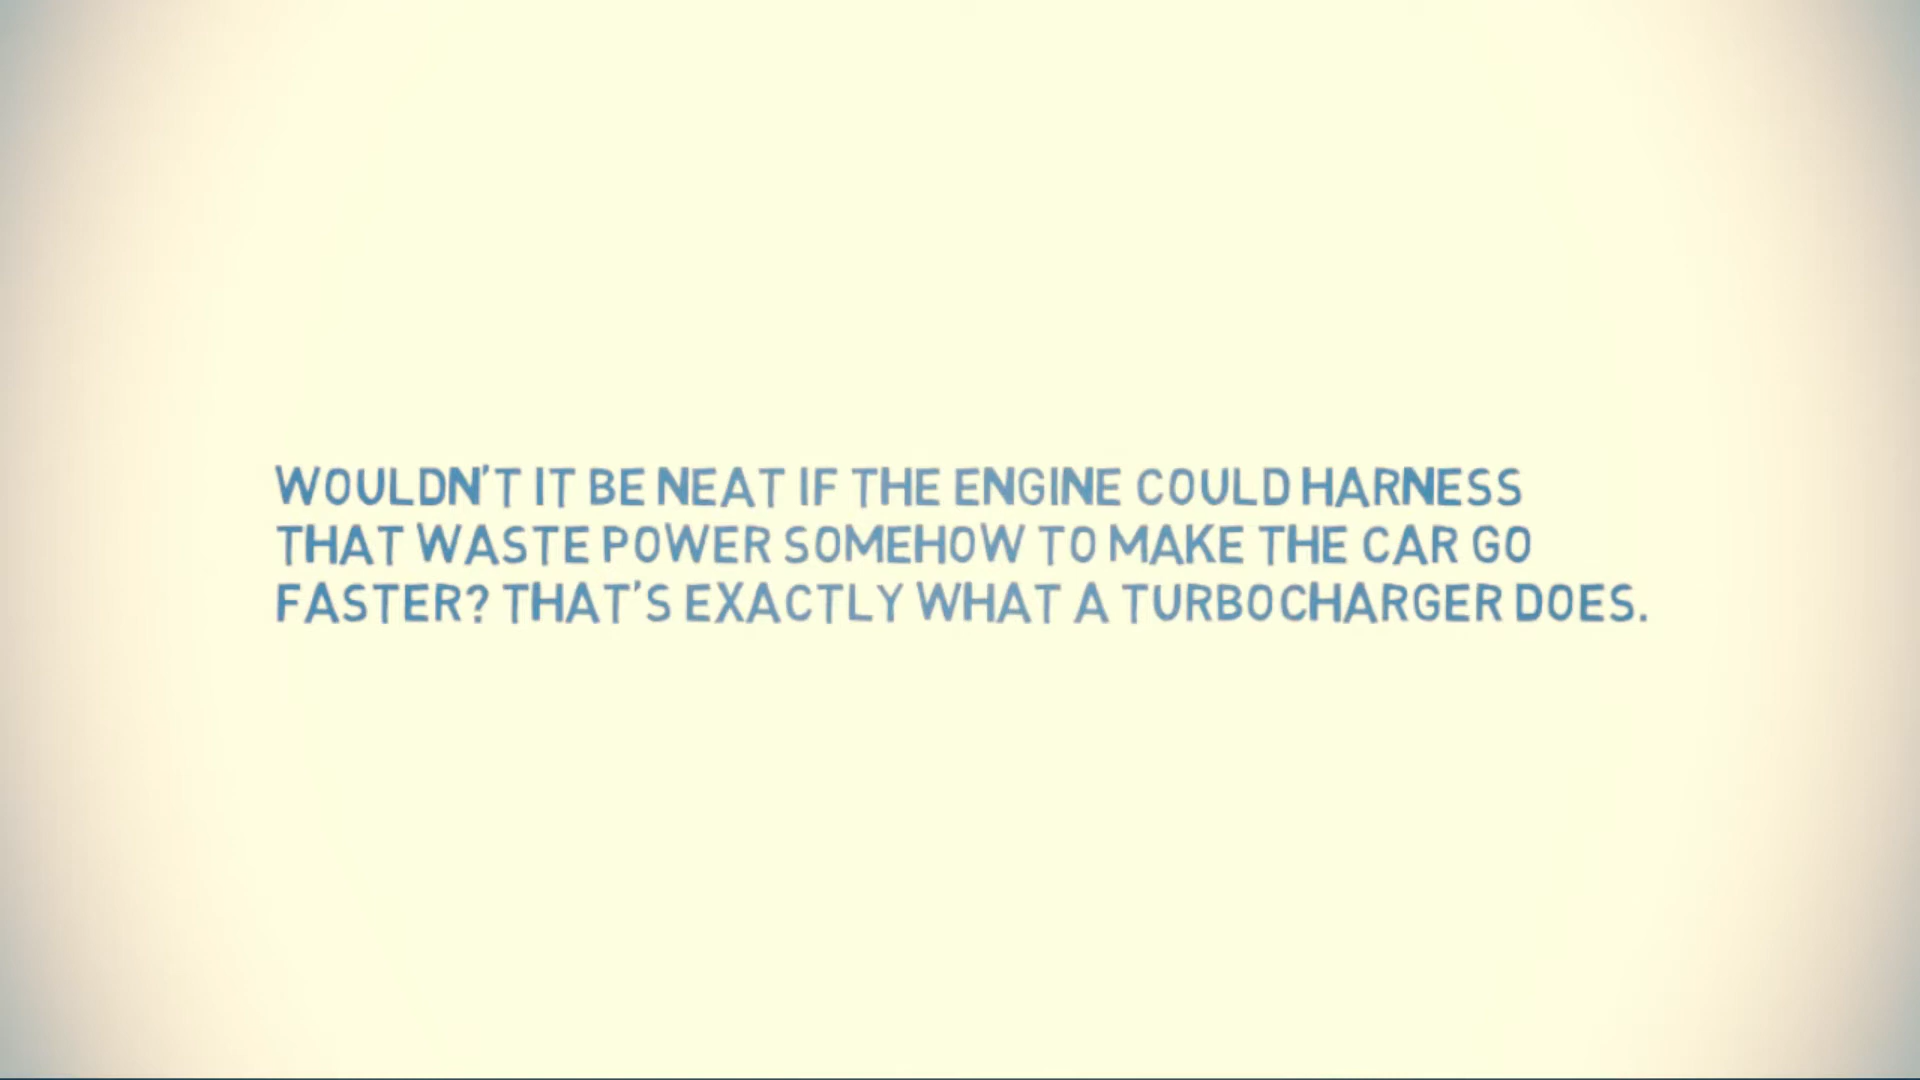 WOULDN'T IT BE NEAT IF THE ENGINE COULD HARNESS
THAT WASTE POWER SOMEHOW TO MAKE THE CAR GO
FASTER? THAT'S EXACTLY WHAT A TURBOCHARGER DOES.